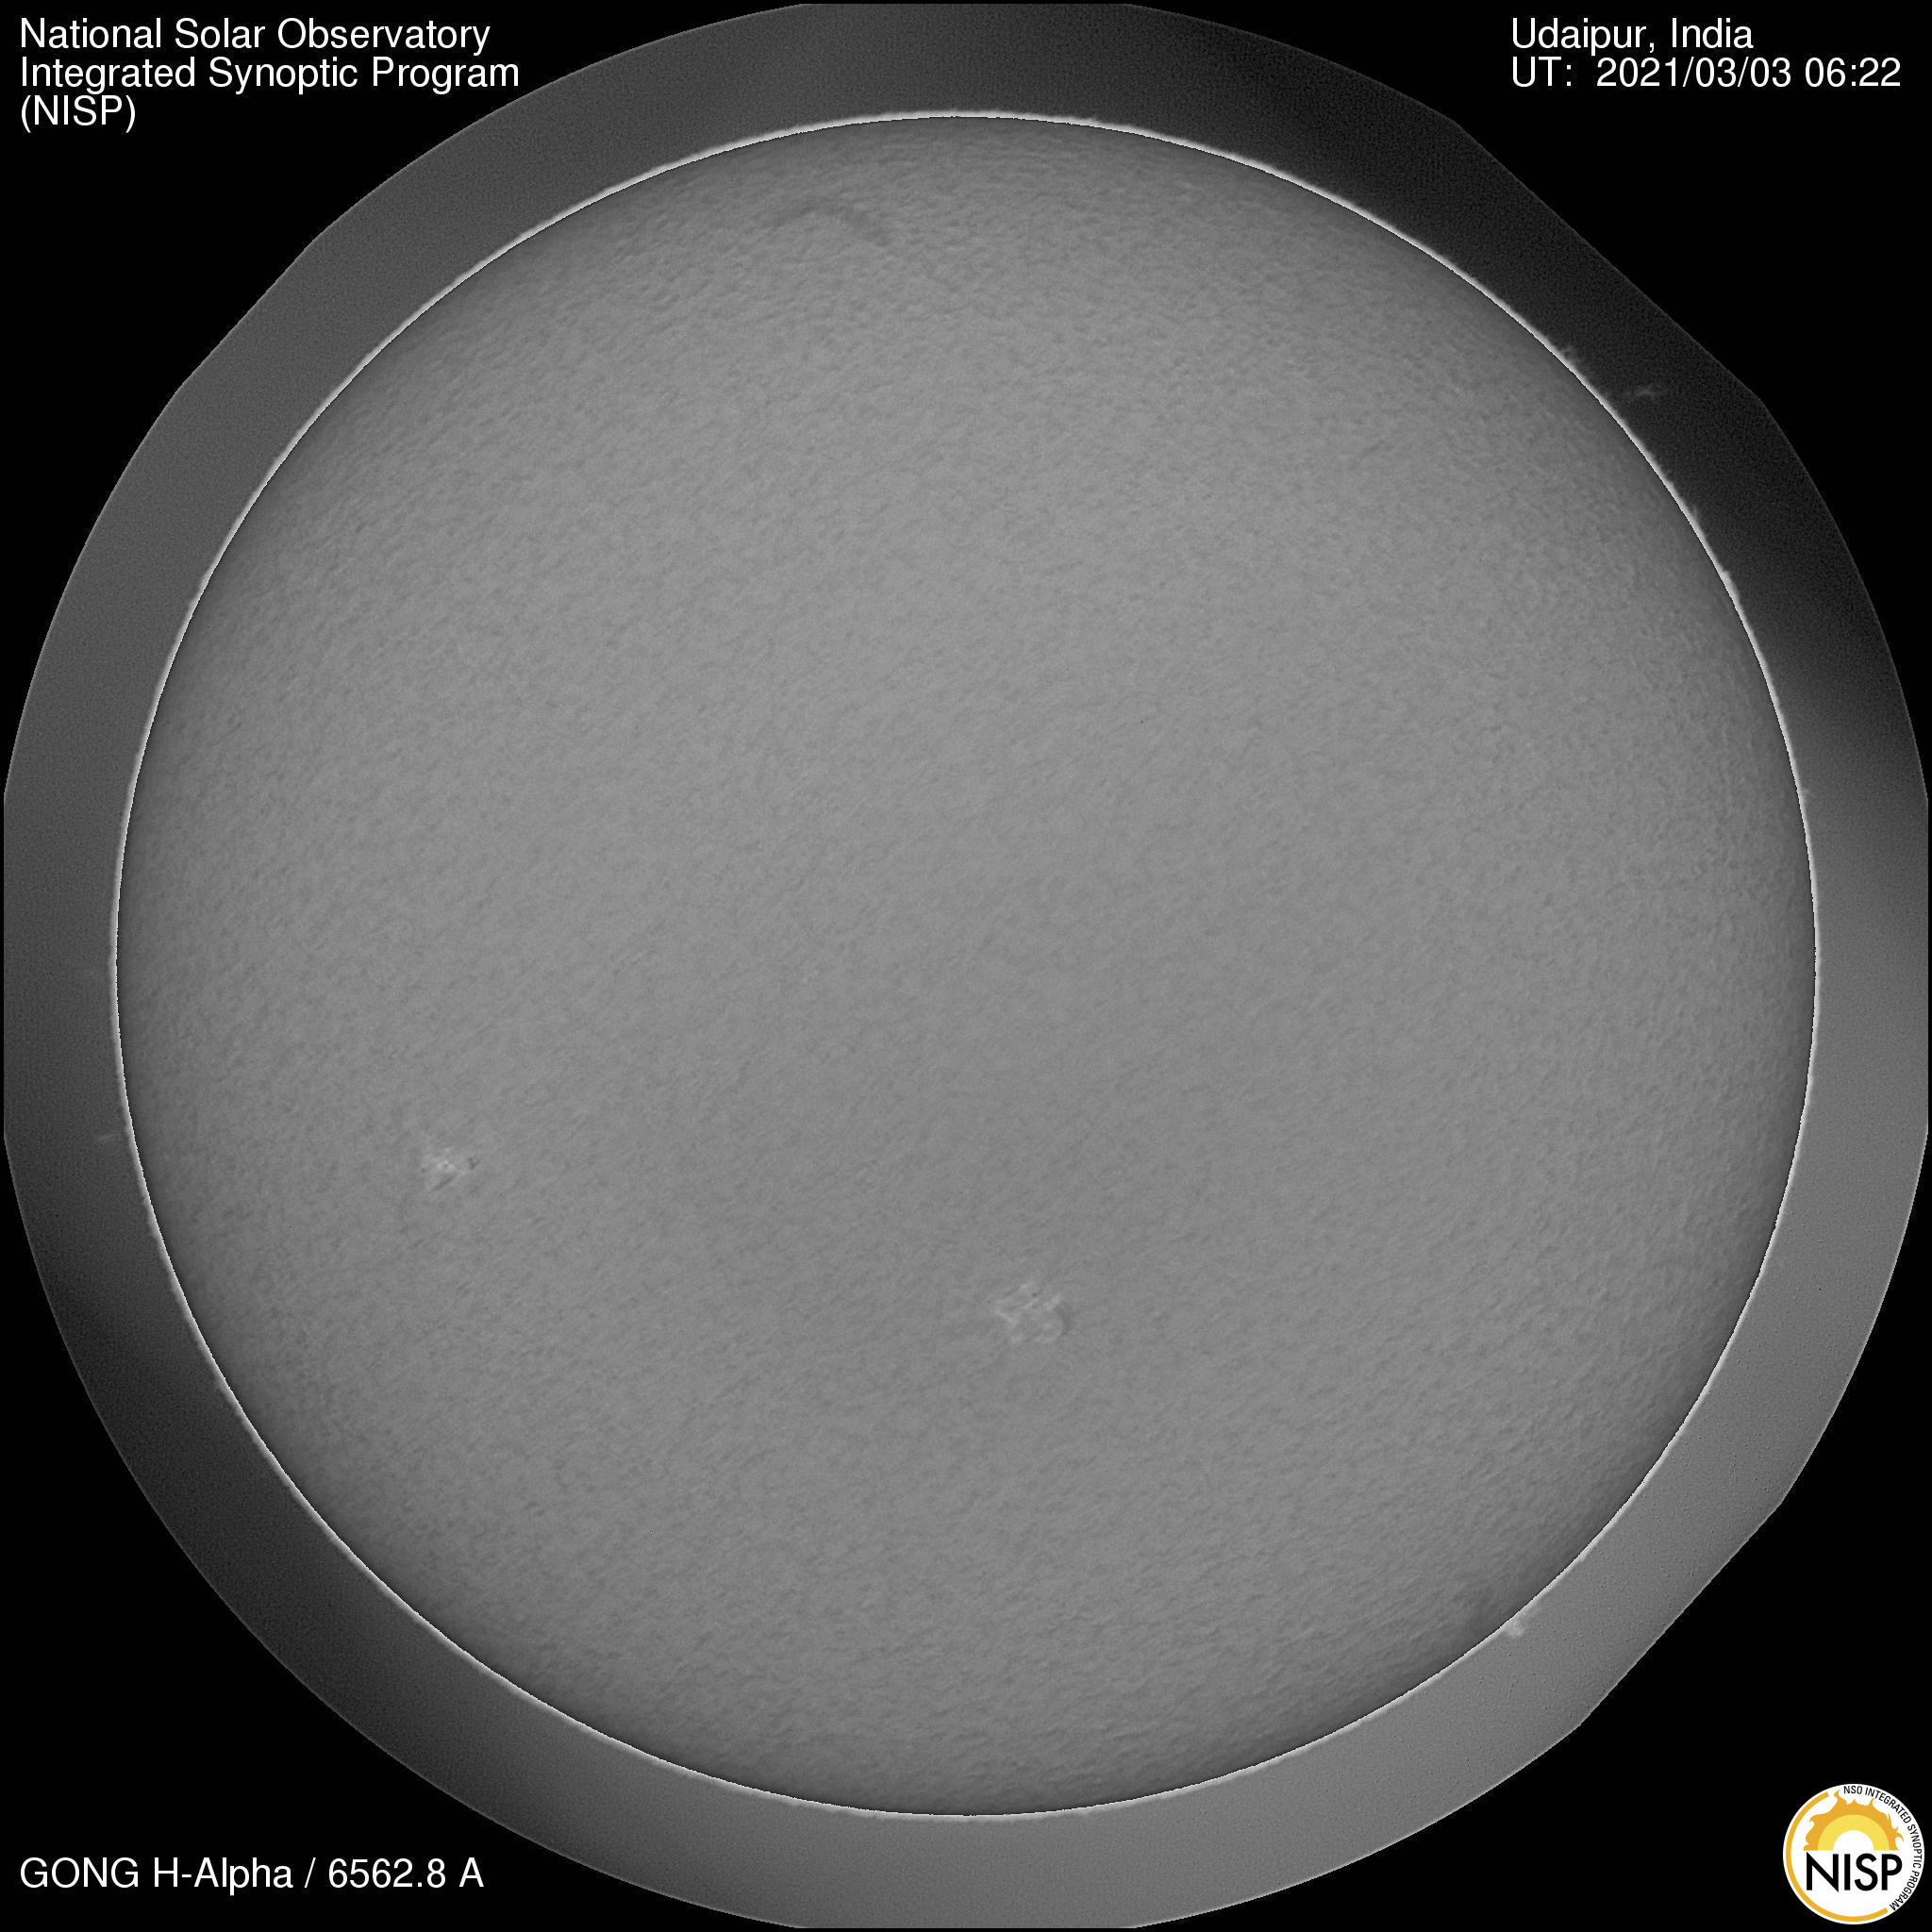 National Solar Observatory
Integrated Synoptic Program
(NISP)
Udaipur, India
UT: 2021/03/03 06:22
GONG H-Alpha / 6562.8 A
NSO INTEGRATED SYNOPTIC PROGRAM
NISP